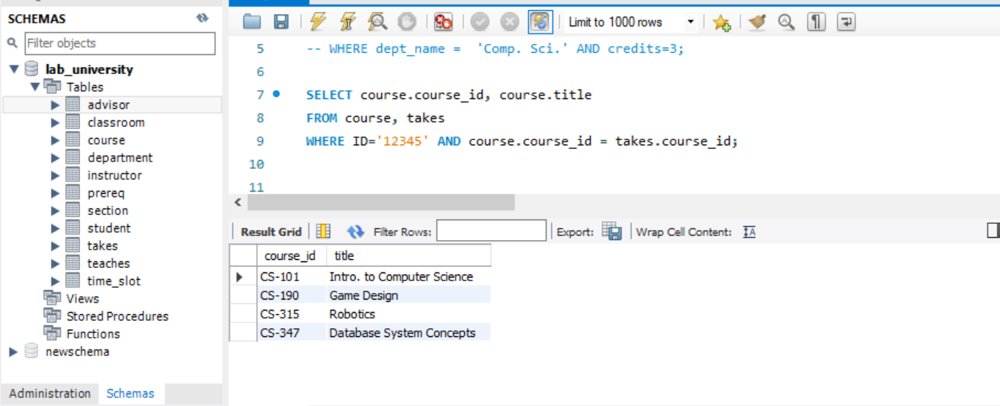 SCHEMAS
Filter objects
lab_university
Tables
advisor
classroom
course
department
instructor
prereq
section
student
takes
teaches
time_slot
Views
Stored Procedures
Functions
newschema
Administration Schemas
Limit to 1000 rows
5 -- WHERE dept_name =  'Comp. Sci.' AND credits=3;
6
7 SELECT course.course_id, course.title
8 FROM course, takes
9 WHERE ID='12345' AND course.course_id = takes.course_id;
10
11
Result Grid Filter Rows: Export: Wrap Cell Content:
course_id title
CS-101 Intro. to Computer Science
CS-190 Game Design
CS-315 Robotics
CS-347 Database System Concepts